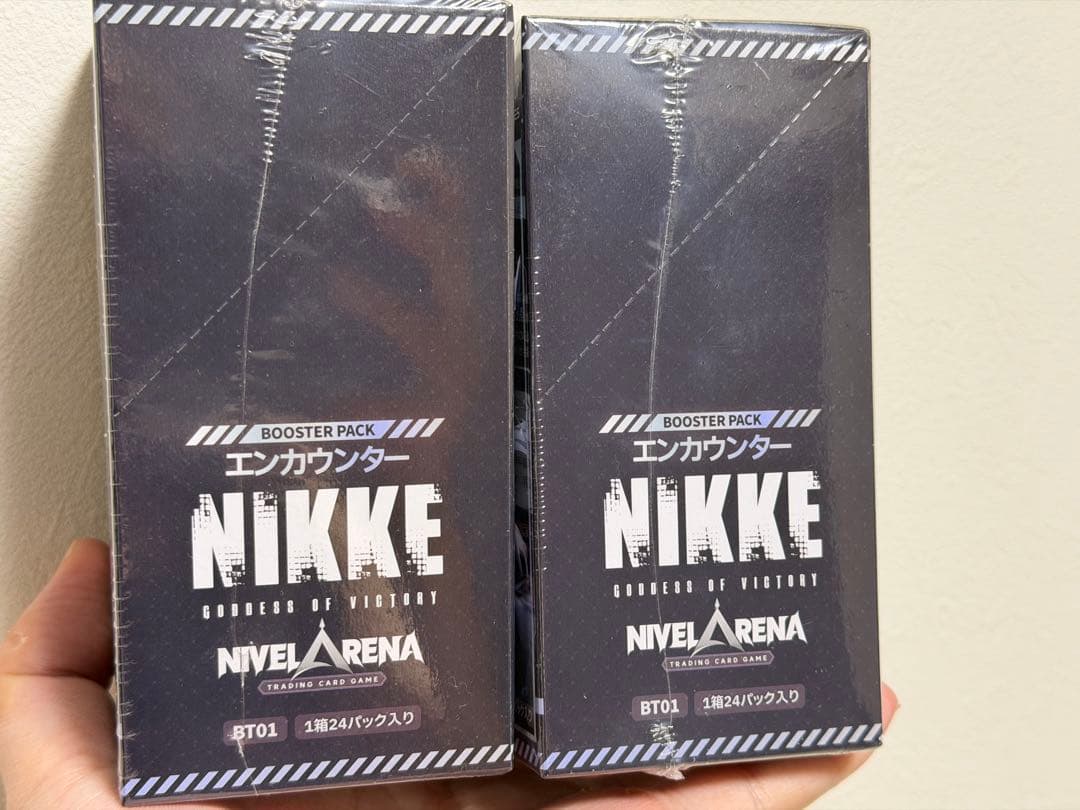 BOOSTER PACK
エンカウンター
NIKKE
GODDESS OF VICTORY
NIVEL ARENA
TRADING CARD GAME
BT01 1箱24パック入り
BOOSTER PACK
エンカウンター
NIKKE
GODDESS OF VICTORY
NIVEL ARENA
TRADING CARD GAME
BT01 1箱24パック入り